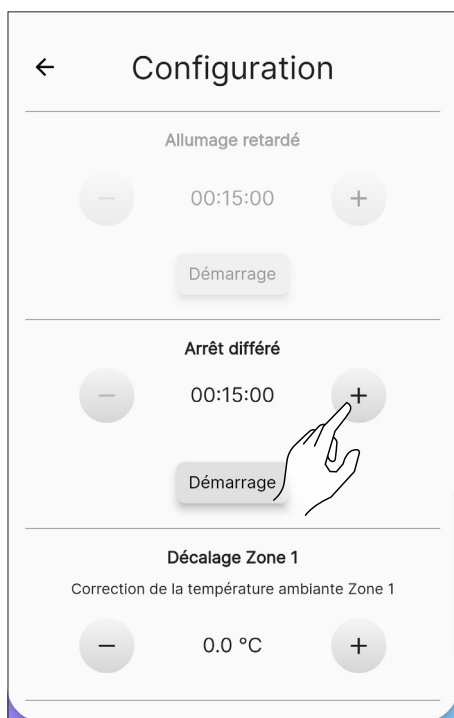 Configuration
Allumage retardé
00:15:00
Démarrage
Arrêt différé
00:15:00
Démarrage
Décalage Zone 1
Correction de la température ambiante Zone 1
0.0 °C